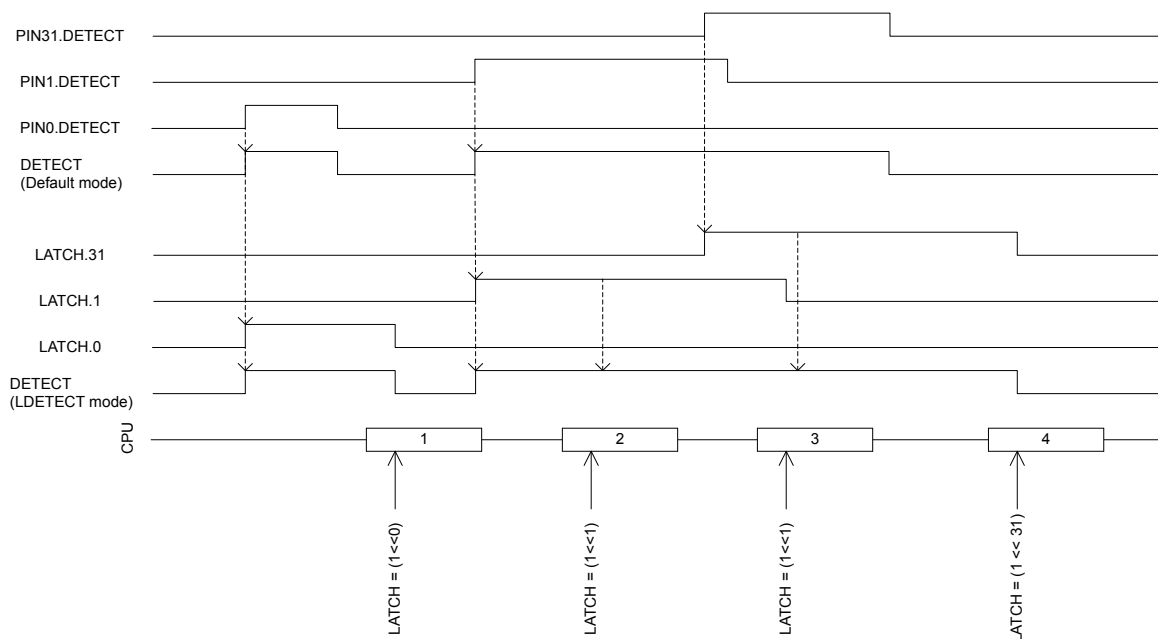 PIN31.DETECT
PIN1.DETECT
PIN0.DETECT
DETECT
(Default mode)
LATCH.31
LATCH.1
LATCH.0
DETECT
(LDETECT mode)
CPU
1
2
3
4
LATCH = (1<<0)
LATCH = (1<<1)
LATCH = (1<<1)
LATCH = (1 << 31)